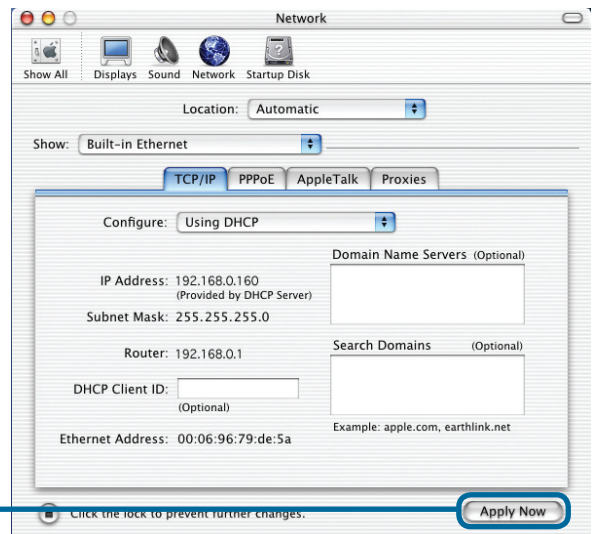 Network
Show All Displays Sound Network Startup Disk
Location: Automatic
Show: Built-in Ethernet
TCP/IP PPPoE AppleTalk Proxies
Configure: Using DHCP
Domain Name Servers (Optional)
IP Address: 192.168.0.160
(Provided by DHCP Server)
Subnet Mask: 255.255.255.0
Search Domains (Optional)
Router: 192.168.0.1
DHCP Client ID:
(Optional)
Example: apple.com, earthlink.net
Ethernet Address: 00:06:96:79:de:5a
Click the lock to prevent further changes.
Apply Now